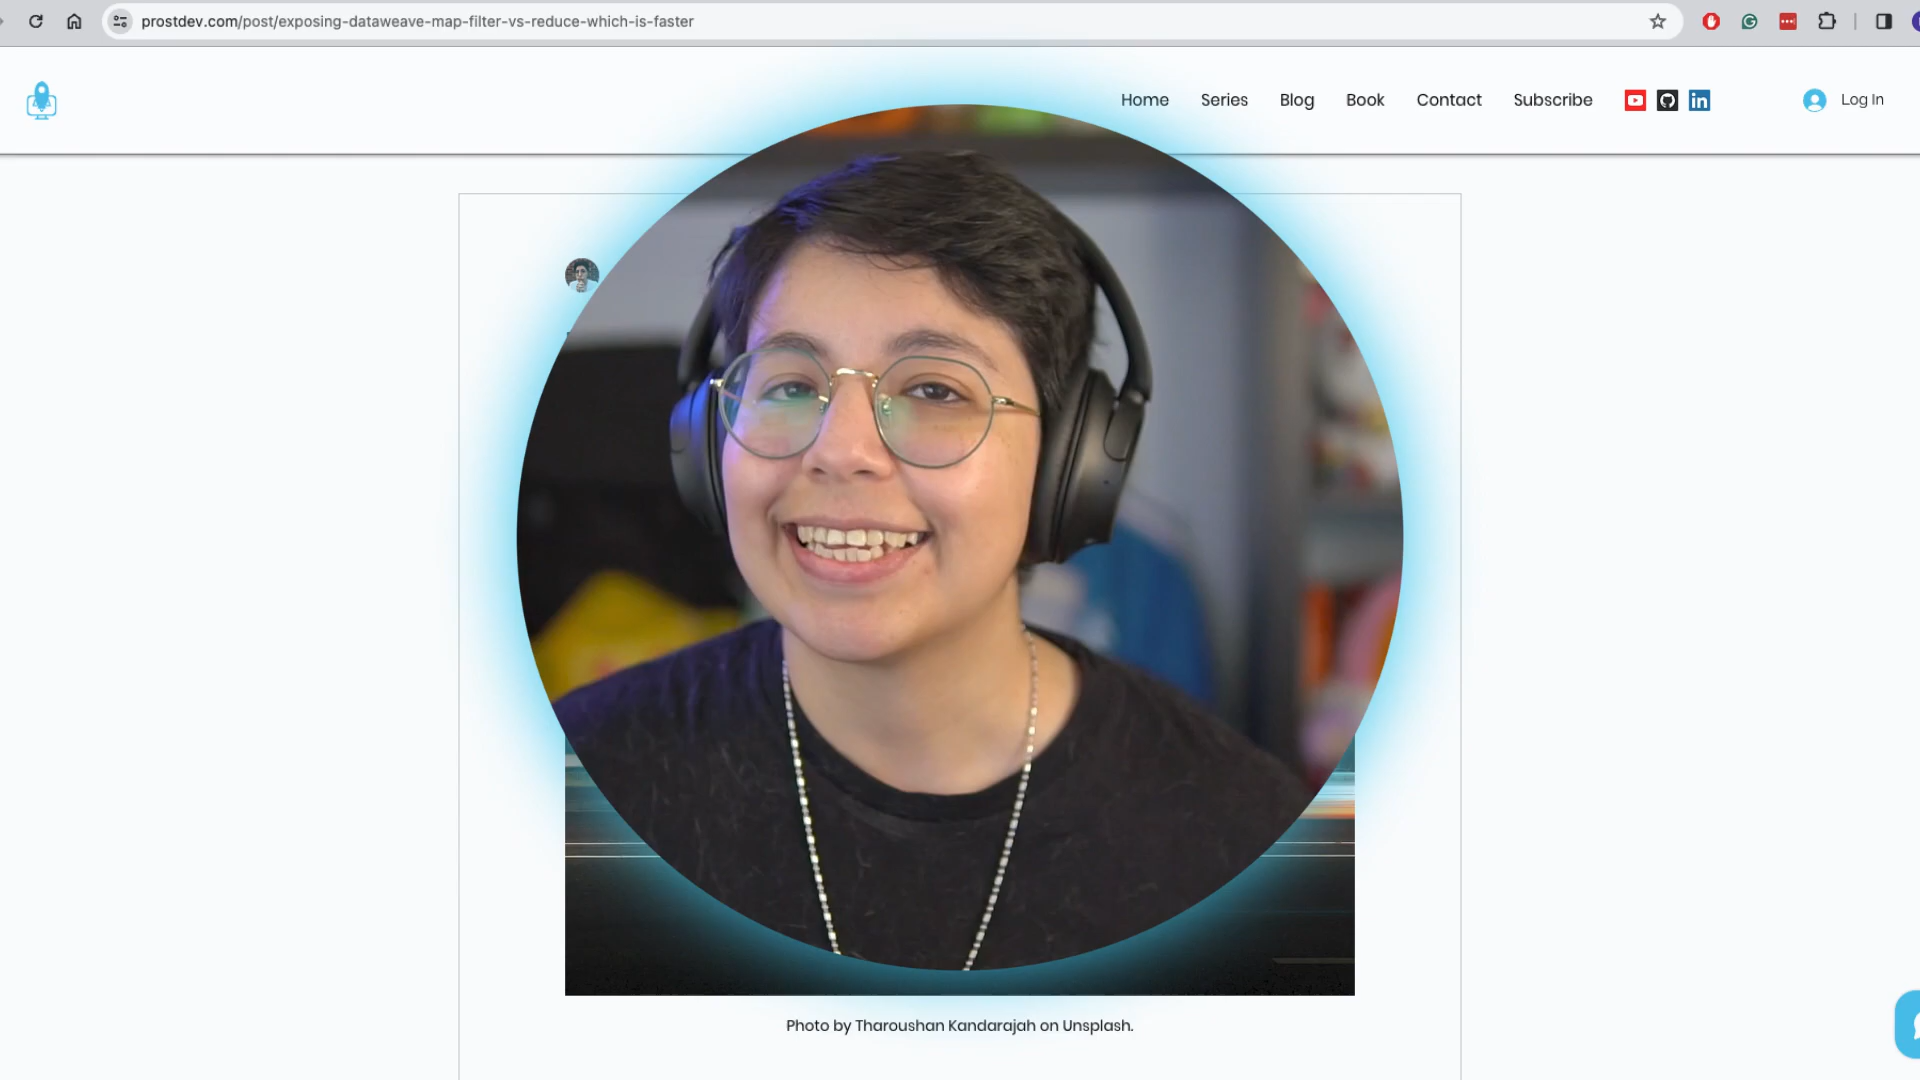 prostdev.com/post/exposing-dataweave-map-filter-vs-reduce-which-is-faster
Home Series Blog Book Contact Subscribe Log In
Photo by Tharoushan Kandarajah on Unsplash.